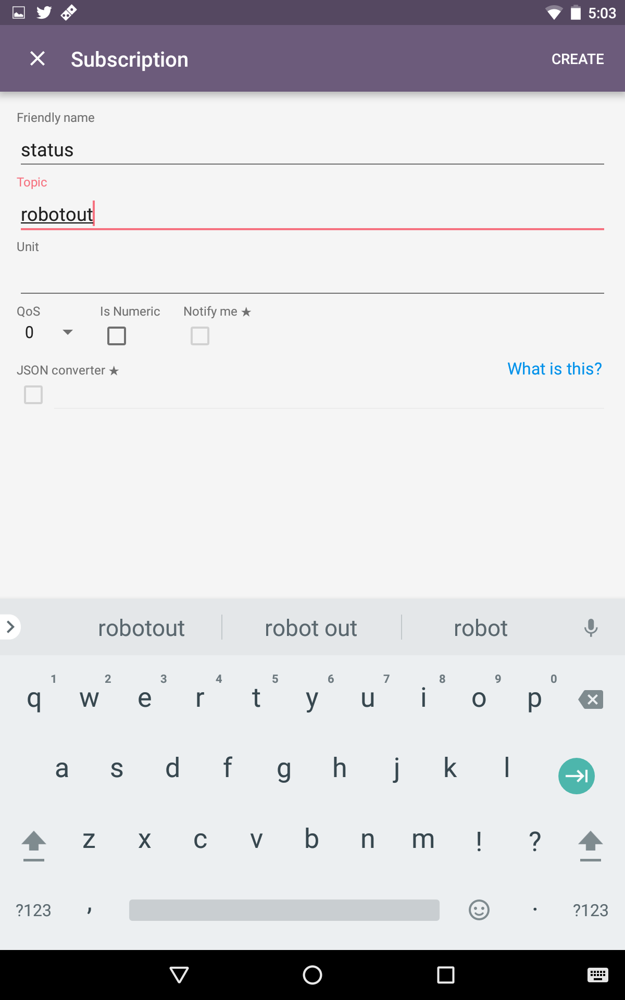 5:03
Subscription CREATE
Friendly name
status
Topic
robotout
Unit
QoS Is Numeric Notify me ★
0
JSON converter ★ What is this?
robotout robot out robot
1 2 3 4 5 6 7 8 9 0
q w e r t y u i o p
a s d f g h j k l
z x c v b n m ! ?
?123 , . ?123